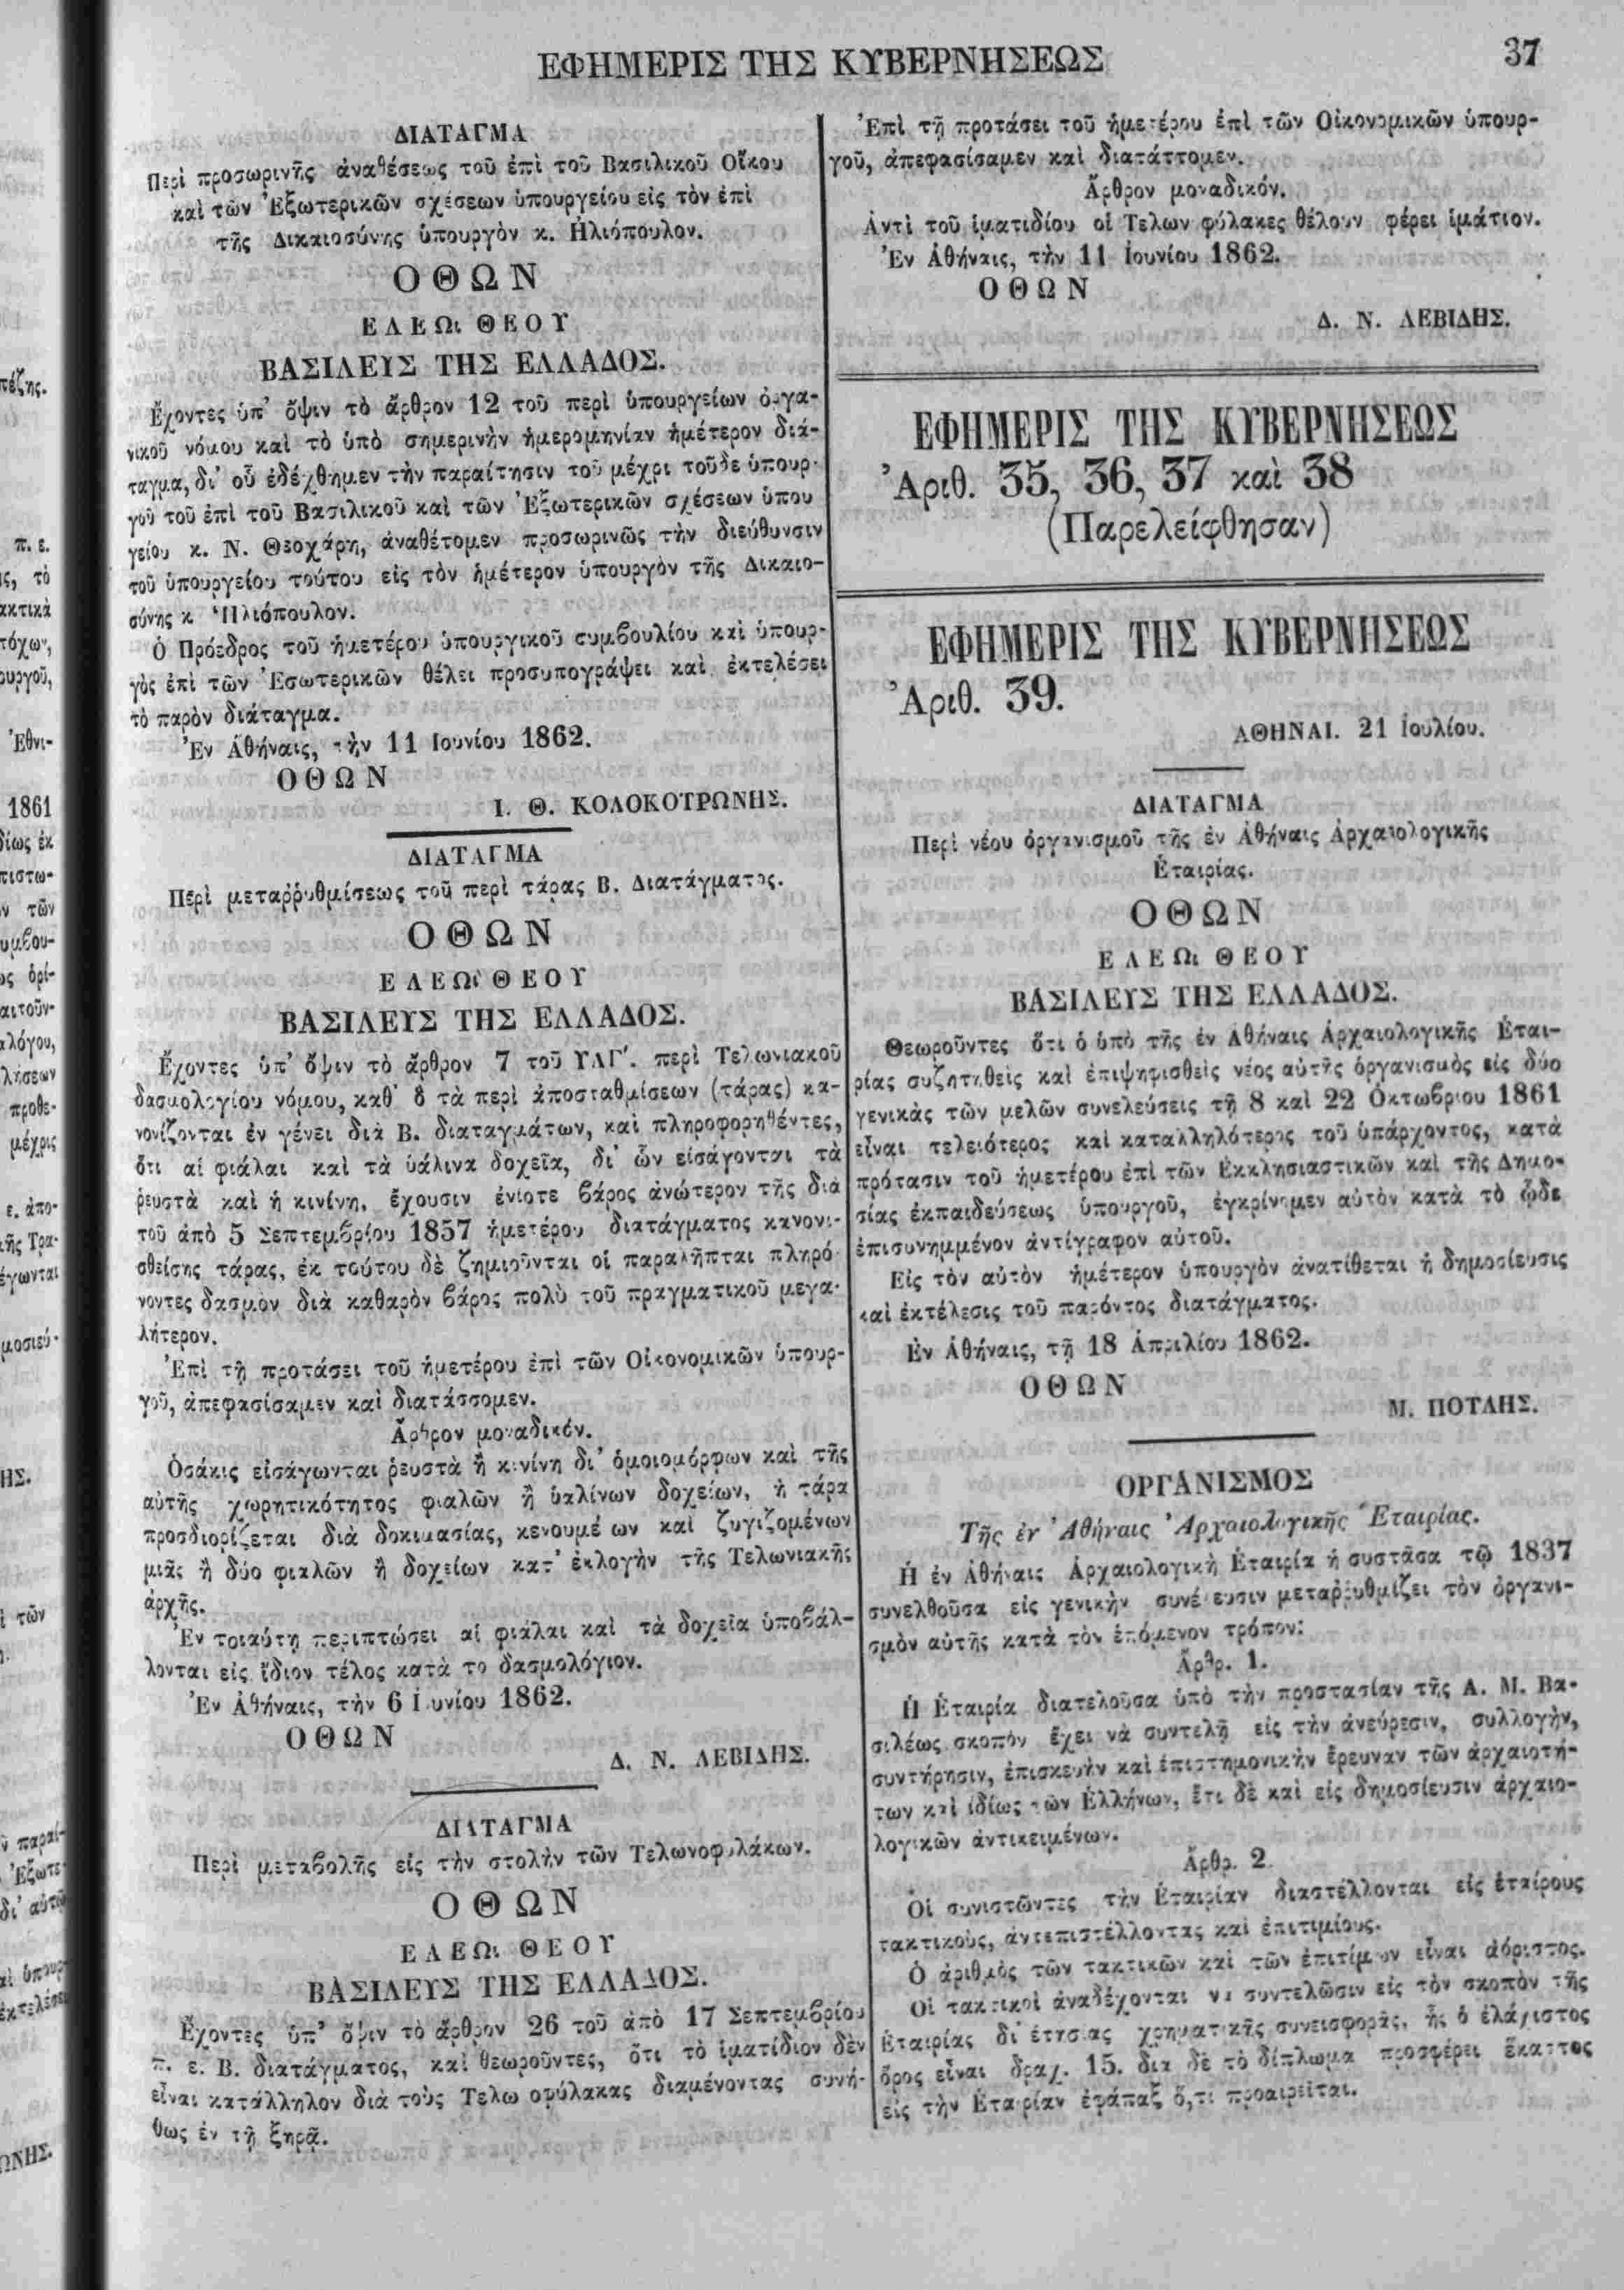 ΕΦΗΜΕΡΙΣ ΤΗΣ ΚΥΒΕΡΝΗΣΕΩΣ
37
ΔΙΑΤΑΓΜΑ
Περὶ προσωρινῆς ἀναθέσεως τοῦ ἐπὶ τοῦ Βασιλικοῦ Οἴκου
καὶ τῶν Ἐξωτερικῶν σχέσεων ὑπουργείου εἰς τὸν ἐπὶ
τῆς Δικαιοσύνης ὑπουργὸν κ. Ἠλιόπουλον.
ΟΘΩΝ
ΕΛΕΩι ΘΕΟΥ
ΒΑΣΙΛΕΥΣ ΤΗΣ ΕΛΛΑΔΟΣ.
Ἔχοντες ὑπ' ὄψιν τὸ ἄρθρον 12 τοῦ περὶ ὑπουργείων ὀργα-
νικοῦ νόμου καὶ τὸ ὑπὸ σημερινὴν ἡμερομηνίαν ἡμέτερον διά-
ταγμα, δι' οὗ ἐδέχθημεν τὴν παραίτησιν τοῦ μέχρι τοῦδε ὑπουρ-
γοῦ τοῦ ἐπὶ τοῦ Βασιλικοῦ καὶ τῶν Ἐξωτερικῶν σχέσεων ὑπου
γείου κ. Ν. Θεοχάρη, ἀναθέτομεν προσωρινῶς τὴν διεύθυνσιν
τοῦ ὑπουργείου τούτου εἰς τὸν ἡμέτερον ὑπουργὸν τῆς Δικαιο-
σύνης κ. Ἠλιόπουλον.
Ὁ Πρόεδρος τοῦ ἡμετέρου ὑπουργικοῦ συμβουλίου καὶ ὑπουρ-
γὸς ἐπὶ τῶν Ἐσωτερικῶν θέλει προσυπογράψει καὶ ἐκτελέσει
τὸ παρὸν διάταγμα.
Ἐν Ἀθήναις, τὴν 11 Ἰουνίου 1862.
ΟΘΩΝ
Ι. Θ. ΚΟΛΟΚΟΤΡΩΝΗΣ.
ΔΙΑΤΑΓΜΑ
Περὶ μεταῤῥυθμίσεως τοῦ περὶ τάρας Β. Διατάγματος.
ΟΘΩΝ
ΕΛΕΩι ΘΕΟΥ
ΒΑΣΙΛΕΥΣ ΤΗΣ ΕΛΛΑΔΟΣ.
Ἔχοντες ὑπ' ὄψιν τὸ ἄρθρον 7 τοῦ ΥΛΓ'. περὶ Τελωνιακοῦ
δασμολογίου νόμου, καθ' ὃ τὰ περὶ ἀποσταθμίσεων (τάρας) κα-
νονίζονται ἐν γένει διὰ Β. διαταγμάτων, καὶ πληροφορηθέντες,
ὅτι αἱ φιάλαι καὶ τὰ ὑάλινα δοχεῖα, δι' ὧν εἰσάγονται τὰ
ῥευστὰ καὶ ἡ κινίνη, ἔχουσιν ἐνίοτε βάρος ἀνώτερον τῆς διὰ
τοῦ ἀπὸ 5 Σεπτεμβρίου 1857 ἡμετέρου διατάγματος κανονι-
σθείσης τάρας, ἐκ τούτου δὲ ζημιοῦνται οἱ παραλῆπται πληρό-
νοντες δασμὸν διὰ καθαρὸν βάρος πολὺ τοῦ πραγματικοῦ μεγα-
λήτερον.
Ἐπὶ τῇ προτάσει τοῦ ἡμετέρου ἐπὶ τῶν Οἰκονομικῶν ὑπουρ-
γοῦ, ἀπεφασίσαμεν καὶ διατάσσομεν.
Ἄρθρον μοναδικόν.
Ὁσάκις εἰσάγωνται ῥευστὰ ἢ κινίνη δι' ὁμοιομόρφων καὶ τῆς
αὐτῆς χωρητικότητος φιαλῶν ἢ ὑαλίνων δοχείων, ἡ τάρα
προσδιορίζεται διὰ δοκιμασίας, κενουμένων καὶ ζυγιζομένων
μιᾶς ἢ δύο φιαλῶν ἢ δοχείων κατ' ἐκλογὴν τῆς Τελωνιακῆς
ἀρχῆς.
Ἐν τοιαύτῃ περιπτώσει αἱ φιάλαι καὶ τὰ δοχεῖα ὑποβάλ-
λονται εἰς ἴδιον τέλος κατὰ τὸ δασμολόγιον.
Ἐν Ἀθήναις, τὴν 6 Ἰουνίου 1862.
ΟΘΩΝ
Δ. Ν. ΛΕΒΙΔΗΣ.
ΔΙΑΤΑΓΜΑ
Περὶ μεταβολῆς εἰς τὴν στολὴν τῶν Τελωνοφυλάκων.
ΟΘΩΝ
ΕΛΕΩι ΘΕΟΥ
ΒΑΣΙΛΕΥΣ ΤΗΣ ΕΛΛΑΔΟΣ.
Ἔχοντες ὑπ' ὄψιν τὸ ἄρθρον 26 τοῦ ἀπὸ 17 Σεπτεμβρίου
π. ε. Β. διατάγματος, καὶ θεωροῦντες, ὅτι τὸ ἱματίδιον δὲν
εἶναι κατάλληλον διὰ τοὺς Τελωνοφύλακας διαμένοντας συνή-
θως ἐν τῇ ξηρᾷ.
Ἐπὶ τῇ προτάσει τοῦ ἡμετέρου ἐπὶ τῶν Οἰκονομικῶν ὑπουρ-
γοῦ, ἀπεφασίσαμεν καὶ διατάττομεν.
Ἄρθρον μοναδικόν.
Ἀντὶ τοῦ ἱματιδίου οἱ Τελωνοφύλακες θέλουν φέρει ἱμάτιον.
Ἐν Ἀθήναις, τὴν 11 Ἰουνίου 1862.
ΟΘΩΝ
Δ. Ν. ΛΕΒΙΔΗΣ.
ΕΦΗΜΕΡΙΣ ΤΗΣ ΚΥΒΕΡΝΗΣΕΩΣ
Ἀριθ. 35, 36, 37 καὶ 38
(Παρελείφθησαν)
ΕΦΗΜΕΡΙΣ ΤΗΣ ΚΥΒΕΡΝΗΣΕΩΣ
Ἀριθ. 39.
ΑΘΗΝΑΙ. 21 Ἰουλίου.
ΔΙΑΤΑΓΜΑ
Περὶ νέου ὀργανισμοῦ τῆς ἐν Ἀθήναις Ἀρχαιολογικῆς
Ἑταιρίας.
ΟΘΩΝ
ΕΛΕΩι ΘΕΟΥ
ΒΑΣΙΛΕΥΣ ΤΗΣ ΕΛΛΑΔΟΣ.
Θεωροῦντες ὅτι ὁ ὑπὸ τῆς ἐν Ἀθήναις Ἀρχαιολογικῆς Ἑται-
ρίας συζητηθεὶς καὶ ἐπιψηφισθεὶς νέος αὐτῆς ὀργανισμὸς εἰς δύο
γενικὰς τῶν μελῶν συνελεύσεις τῇ 8 καὶ 22 Ὀκτωβρίου 1861
εἶναι τελειότερος καὶ καταλληλότερος τοῦ ὑπάρχοντος, κατὰ
πρότασιν τοῦ ἡμετέρου ἐπὶ τῶν Ἐκκλησιαστικῶν καὶ τῆς Δημο-
σίας ἐκπαιδεύσεως ὑπουργοῦ, ἐγκρίνομεν αὐτὸν κατὰ τὸ ὧδε
ἐπισυνημμένον ἀντίγραφον αὐτοῦ.
Εἰς τὸν αὐτὸν ἡμέτερον ὑπουργὸν ἀνατίθεται ἡ δημοσίευσις
καὶ ἐκτέλεσις τοῦ παρόντος διατάγματος.
Ἐν Ἀθήναις, τῇ 18 Ἀπριλίου 1862.
ΟΘΩΝ
Μ. ΠΟΤΛΗΣ.
ΟΡΓΑΝΙΣΜΟΣ
Τῆς ἐν Ἀθήναις Ἀρχαιολογικῆς Ἑταιρίας.
Ἡ ἐν Ἀθήναις Ἀρχαιολογικὴ Ἑταιρία ἡ συστᾶσα τῷ 1837
συνελθοῦσα εἰς γενικὴν συνέλευσιν μεταῤῥυθμίζει τὸν ὀργανι-
σμὸν αὐτῆς κατὰ τὸν ἑπόμενον τρόπον:
Ἄρθρ. 1.
Ἡ Ἑταιρία διατελοῦσα ὑπὸ τὴν προστασίαν τῆς Α. Μ. Βα-
σιλέως σκοπὸν ἔχει νὰ συντελῇ εἰς τὴν ἀνεύρεσιν, συλλογὴν,
συντήρησιν, ἐπισκευὴν καὶ ἐπιστημονικὴν ἔρευναν τῶν ἀρχαιοτή-
των καὶ ἰδίως τῶν Ἑλλήνων, ἔτι δὲ καὶ εἰς δημοσίευσιν ἀρχαιο-
λογικῶν ἀντικειμένων.
Ἄρθρ. 2.
Οἱ συνιστῶντες τὴν Ἑταιρίαν διαστέλλονται εἰς ἑταίρους
τακτικοὺς, ἀντεπιστέλλοντας καὶ ἐπιτιμίους.
Ὁ ἀριθμὸς τῶν τακτικῶν καὶ τῶν ἐπιτίμων εἶναι ἀόριστος.
Οἱ τακτικοὶ ἀναδέχονται νὰ συντελῶσιν εἰς τὸν σκοπὸν τῆς
Ἑταιρίας δι' ἐτησίας χρηματικῆς συνεισφορᾶς, ἧς ὁ ἐλάχιστος
ὅρος εἶναι δραχ. 15. διὰ δὲ τὸ δίπλωμα προσφέρει ἕκαστος
εἰς τὴν Ἑταιρίαν ἐφάπαξ ὅ,τι προαιρεῖται.